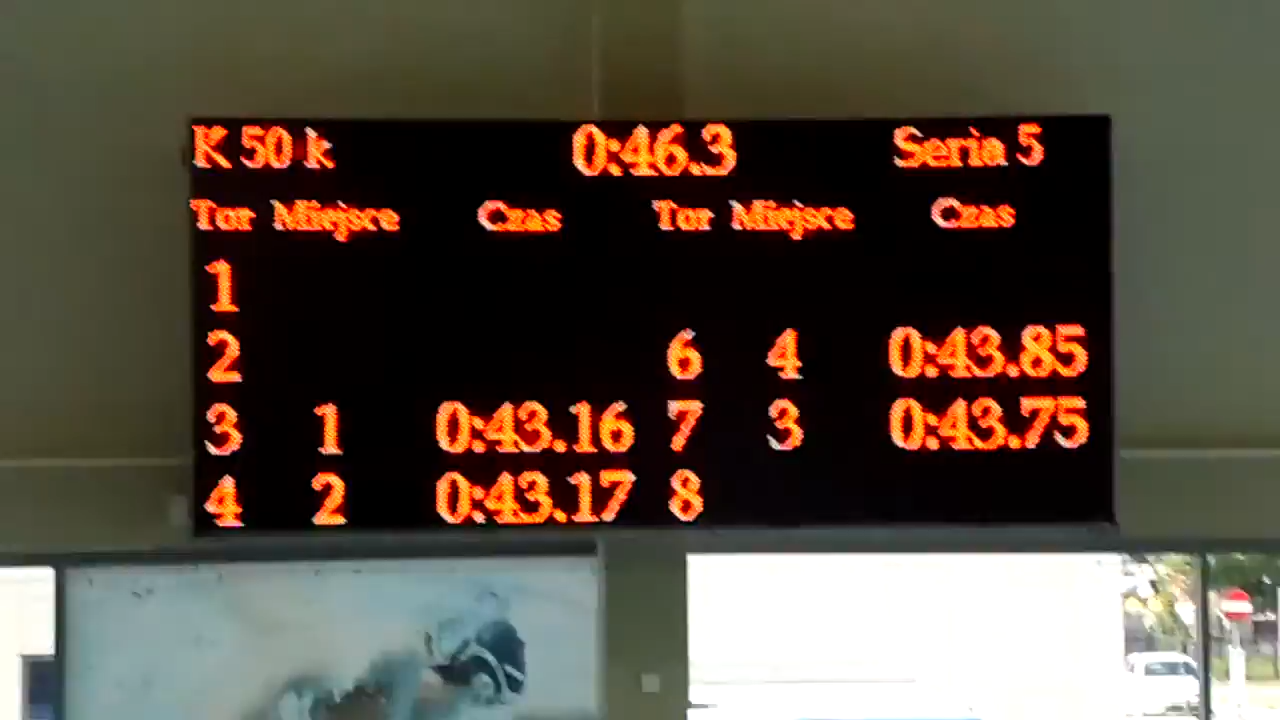 K 50 k 0:46.3 Seria 5
Tor Miejsce Czas Tor Miejsce Czas
1
2 6 4 0:43.85
3 1 0:43.16 7 3 0:43.75
4 2 0:43.17 8